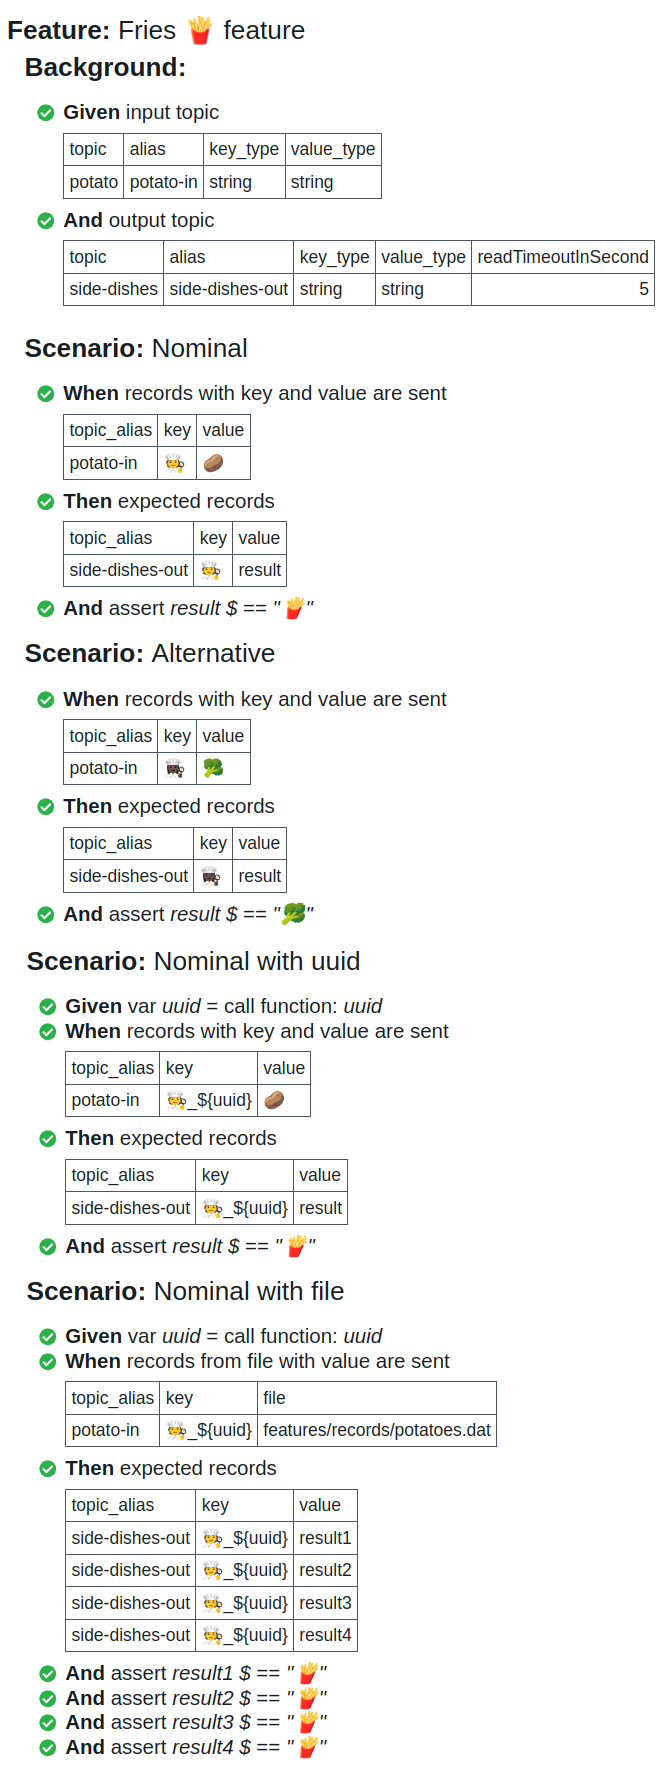 Feature: Fries 🍟 feature
Background:
Given input topic
topic alias key_type value_type
potato potato-in string string
And output topic
topic alias key_type value_type readTimeoutInSecond
side-dishes side-dishes-out string string 5
Scenario: Nominal
When records with key and value are sent
topic_alias key value
potato-in 🧑‍🍳 🥔
Then expected records
topic_alias key value
side-dishes-out 🧑‍🍳 result
And assert result $ == "🍟"
Scenario: Alternative
When records with key and value are sent
topic_alias key value
potato-in 👩🏿‍🍳 🥦
Then expected records
topic_alias key value
side-dishes-out 👩🏿‍🍳 result
And assert result $ == "🥦"
Scenario: Nominal with uuid
Given var uuid = call function: uuid
When records with key and value are sent
topic_alias key value
potato-in 🧑‍🍳_${uuid} 🥔
Then expected records
topic_alias key value
side-dishes-out 🧑‍🍳_${uuid} result
And assert result $ == "🍟"
Scenario: Nominal with file
Given var uuid = call function: uuid
When records from file with value are sent
topic_alias key file
potato-in 🧑‍🍳_${uuid} features/records/potatoes.dat
Then expected records
topic_alias key value
side-dishes-out 🧑‍🍳_${uuid} result1
side-dishes-out 🧑‍🍳_${uuid} result2
side-dishes-out 🧑‍🍳_${uuid} result3
side-dishes-out 🧑‍🍳_${uuid} result4
And assert result1 $ == "🍟"
And assert result2 $ == "🍟"
And assert result3 $ == "🍟"
And assert result4 $ == "🍟"